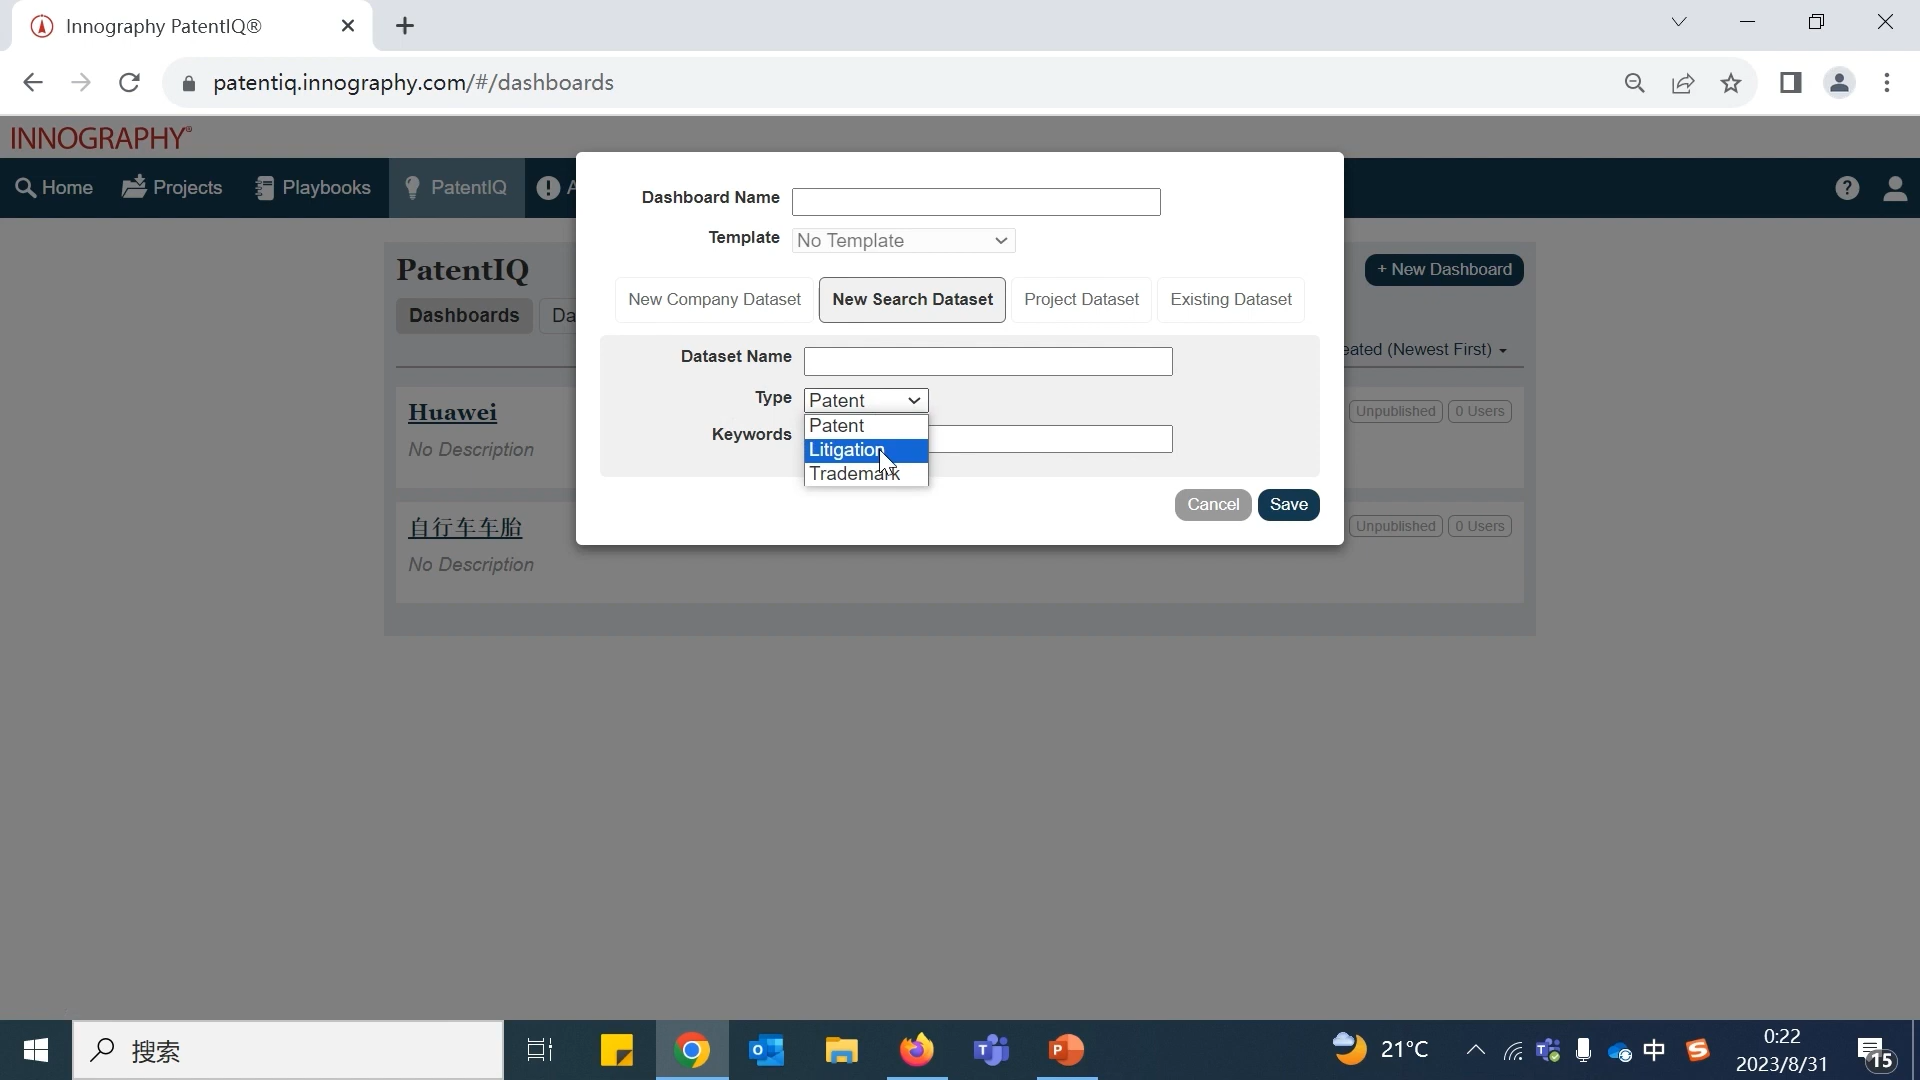 Innography PatentIQ®
patentiq.innography.com/#/dashboards
INNOGRAPHY®
Home
Projects
Playbooks
PatentIQ
A
PatentIQ
+ New Dashboard
Dashboards
Da
eated (Newest First)
Huawei
No Description
Unpublished
0 Users
自行车车胎
No Description
Unpublished
0 Users
Dashboard Name
Template
No Template
New Company Dataset
New Search Dataset
Project Dataset
Existing Dataset
Dataset Name
Type
Patent
Patent
Litigation
Trademark
Keywords
Cancel
Save
搜索
21°C
中
0:22
2023/8/31
15